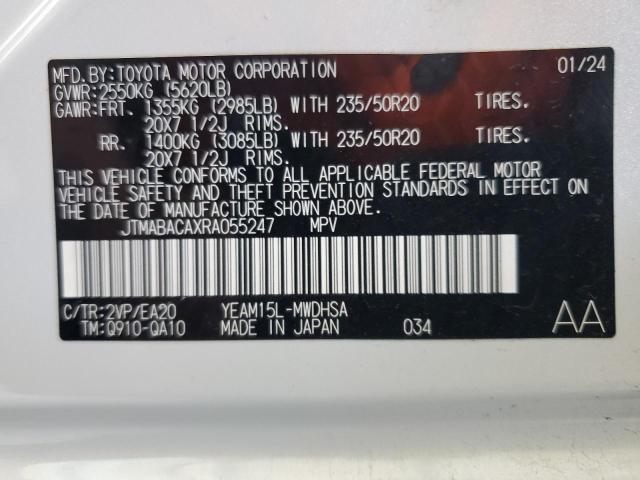 MFD.BY:TOYOTA MOTOR CORPORATION 01/24
GVWR:2550KG (5620LB)
GAWR:FRT. 1355KG (2985LB) WITH 235/50R20 TIRES.
20X7 1/2J RIMS.
RR. 1400KG (3085LB) WITH 235/50R20 TIRES.
20X7 1/2J RIMS.
THIS VEHICLE CONFORMS TO ALL APPLICABLE FEDERAL MOTOR
VEHICLE SAFETY AND THEFT PREVENTION STANDARDS IN EFFECT ON
THE DATE OF MANUFACTURE SHOWN ABOVE.
JTMABACAXRA055247 MPV
C/TR:2VP/EA20 YEAM15L-MWDHSA
TM:Q910-QA10 MADE IN JAPAN 034 AA